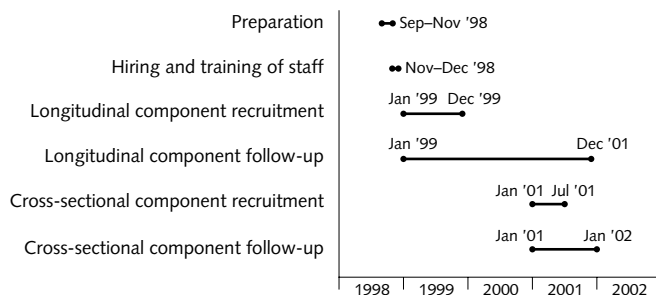 Preparation
Sep–Nov '98
Hiring and training of staff
Nov–Dec '98
Jan '99 Dec '99
Longitudinal component recruitment
Jan '99 Dec '01
Longitudinal component follow-up
Jan '01 Jul '01
Cross-sectional component recruitment
Jan '01 Jan '02
Cross-sectional component follow-up
1998 1999 2000 2001 2002